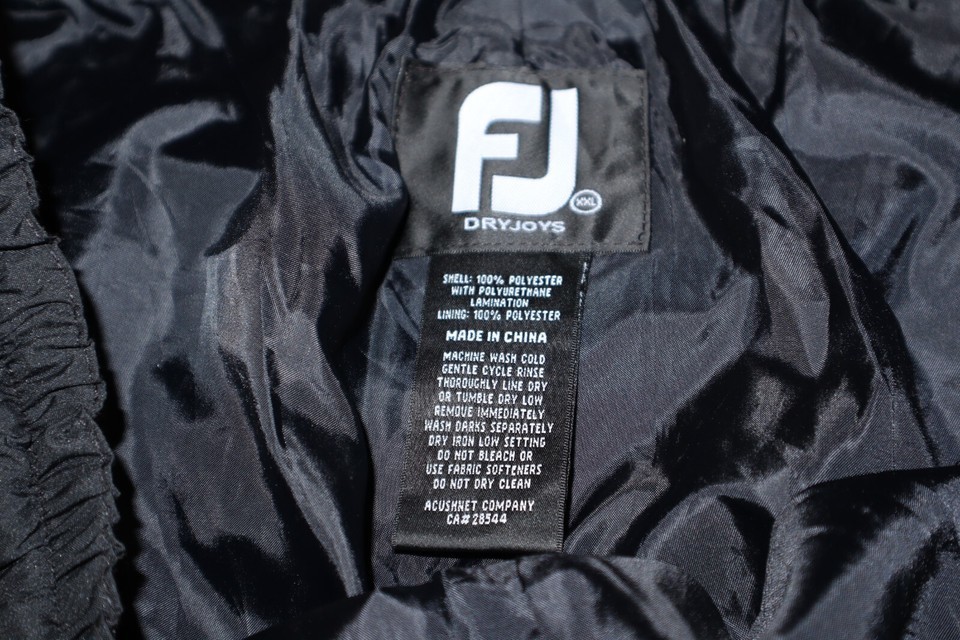 FJ
XXL
DRYJOYS
SHELL: 100% POLYESTER
WITH POLYURETHANE
LAMINATION
LINING: 100% POLYESTER
MADE IN CHINA
MACHINE WASH COLD
GENTLE CYCLE RINSE
THOROUGHLY LINE DRY
OR TUMBLE DRY LOW
REMOVE IMMEDIATELY
WASH DARKS SEPARATELY
DRY IRON LOW SETTING
DO NOT BLEACH OR
USE FABRIC SOFTENERS
DO NOT DRY CLEAN
ACUSHNET COMPANY
CA# 28544